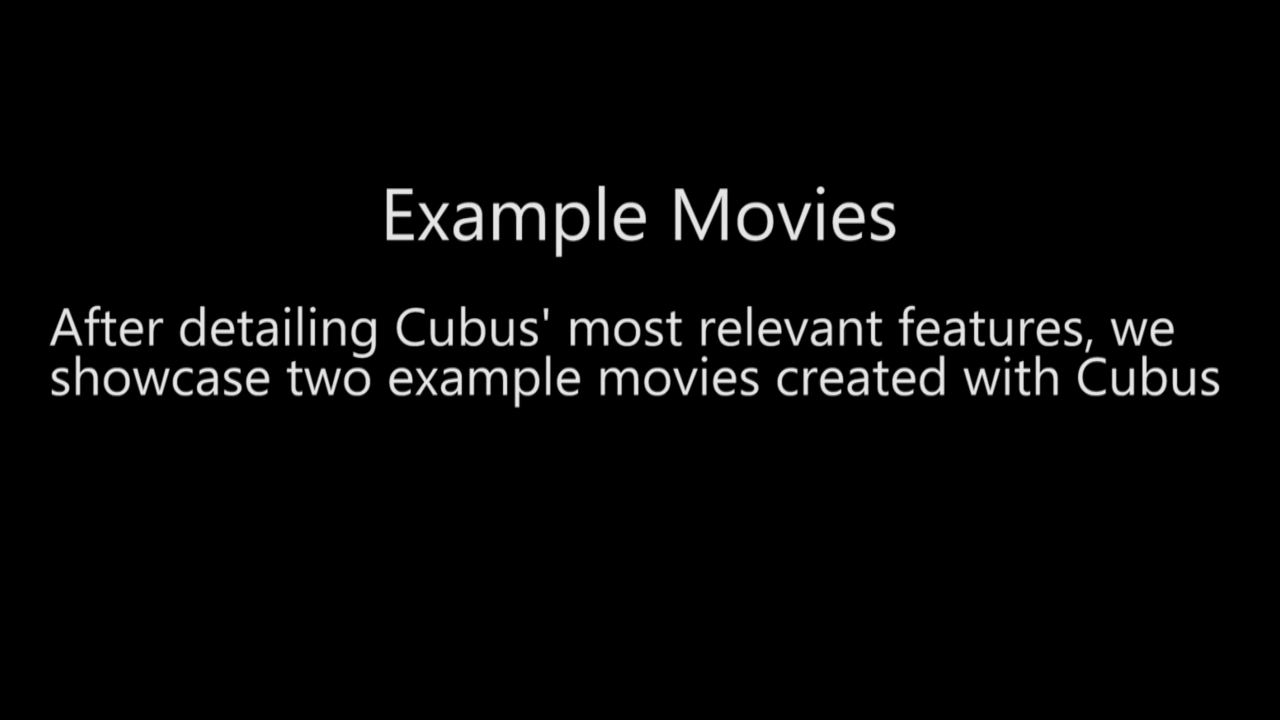 Example Movies
After detailing Cubus' most relevant features, we
showcase two example movies created with Cubus